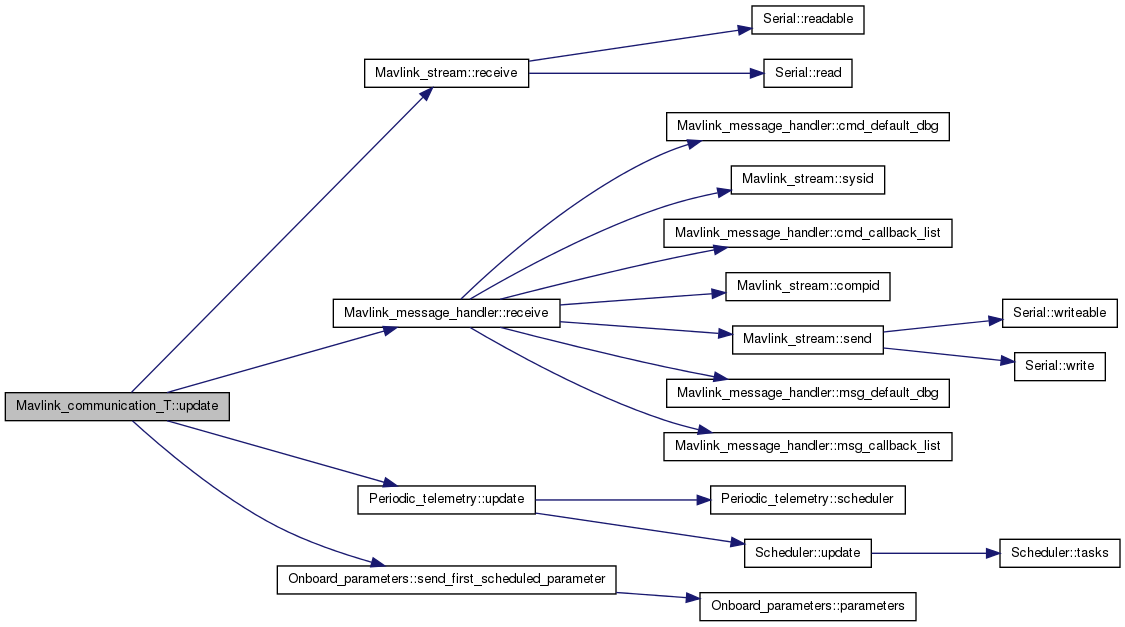 Serial::readable
Mavlink_stream::receive
Serial::read
Mavlink_message_handler::cmd_default_dbg
Mavlink_stream::sysid
Mavlink_message_handler::cmd_callback_list
Mavlink_stream::compid
Mavlink_message_handler::receive
Serial::writeable
Mavlink_stream::send
Serial::write
Mavlink_message_handler::msg_default_dbg
Mavlink_communication_T::update
Mavlink_message_handler::msg_callback_list
Periodic_telemetry::update
Periodic_telemetry::scheduler
Scheduler::update
Scheduler::tasks
Onboard_parameters::send_first_scheduled_parameter
Onboard_parameters::parameters